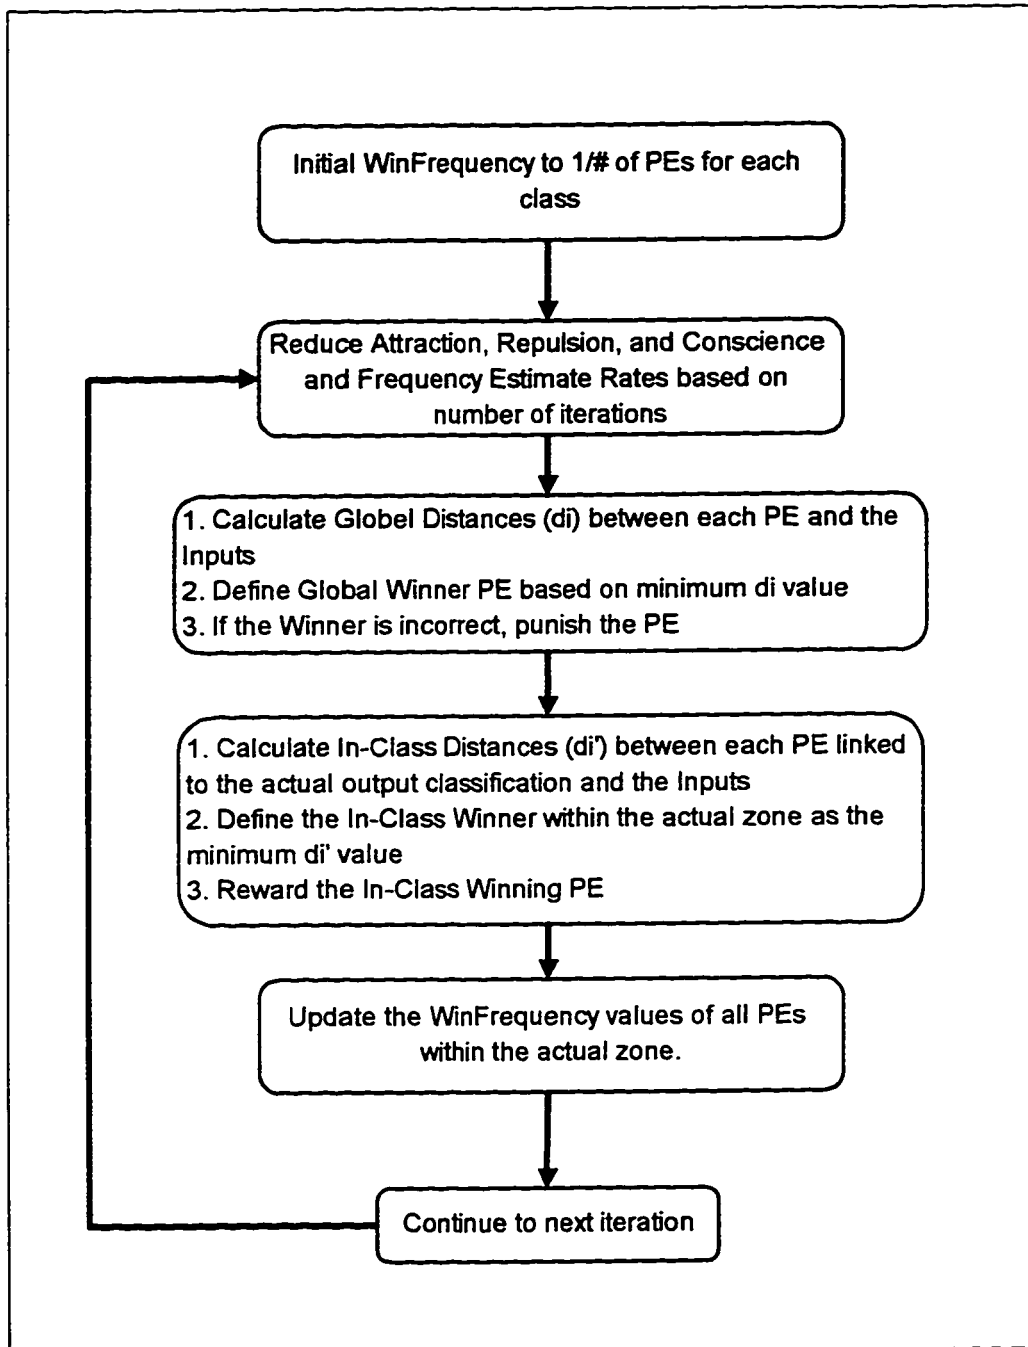 Initial WinFrequency to 1/# of PEs for each
class
Reduce Attraction, Repulsion, and Conscience
and Frequency Estimate Rates based on
number of iterations
1. Calculate Globel Distances (di) between each PE and the
Inputs
2. Define Global Winner PE based on minimum di value
3. If the Winner is incorrect, punish the PE
1. Calculate In-Class Distances (di') between each PE linked
to the actual output classification and the Inputs
2. Define the In-Class Winner within the actual zone as the
minimum di' value
3. Reward the In-Class Winning PE
Update the WinFrequency values of all PEs
within the actual zone.
Continue to next iteration